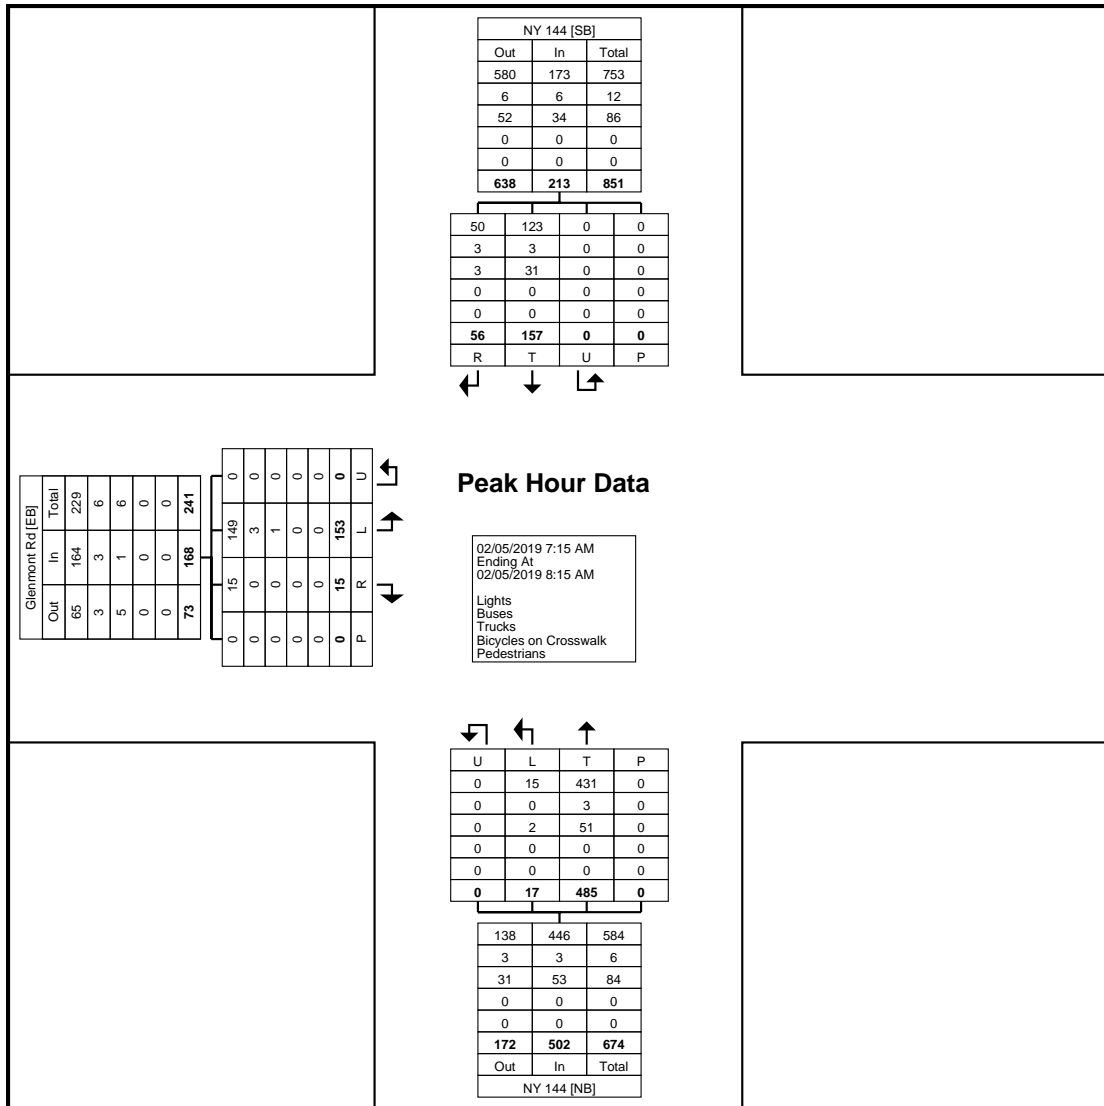 NY 144 [SB]
Out In Total
580 173 753
6 6 12
52 34 86
0 0 0
0 0 0
638 213 851
50 123 0 0
3 3 0 0
3 31 0 0
0 0 0 0
0 0 0 0
56 157 0 0
R T U P
Glenmont Rd [EB]
Total 229 6 6 0 0 241
In 164 3 1 0 0 168
Out 65 3 5 0 0 73
0 0 0 0 0 0 U
149 3 1 0 0 153 L
15 0 0 0 0 15 R
0 0 0 0 0 0 P
Peak Hour Data
02/05/2019 7:15 AM
Ending At
02/05/2019 8:15 AM
Lights
Buses
Trucks
Bicycles on Crosswalk
Pedestrians
U L T P
0 15 431 0
0 0 3 0
0 2 51 0
0 0 0 0
0 0 0 0
0 17 485 0
138 446 584
3 3 6
31 53 84
0 0 0
0 0 0
172 502 674
Out In Total
NY 144 [NB]